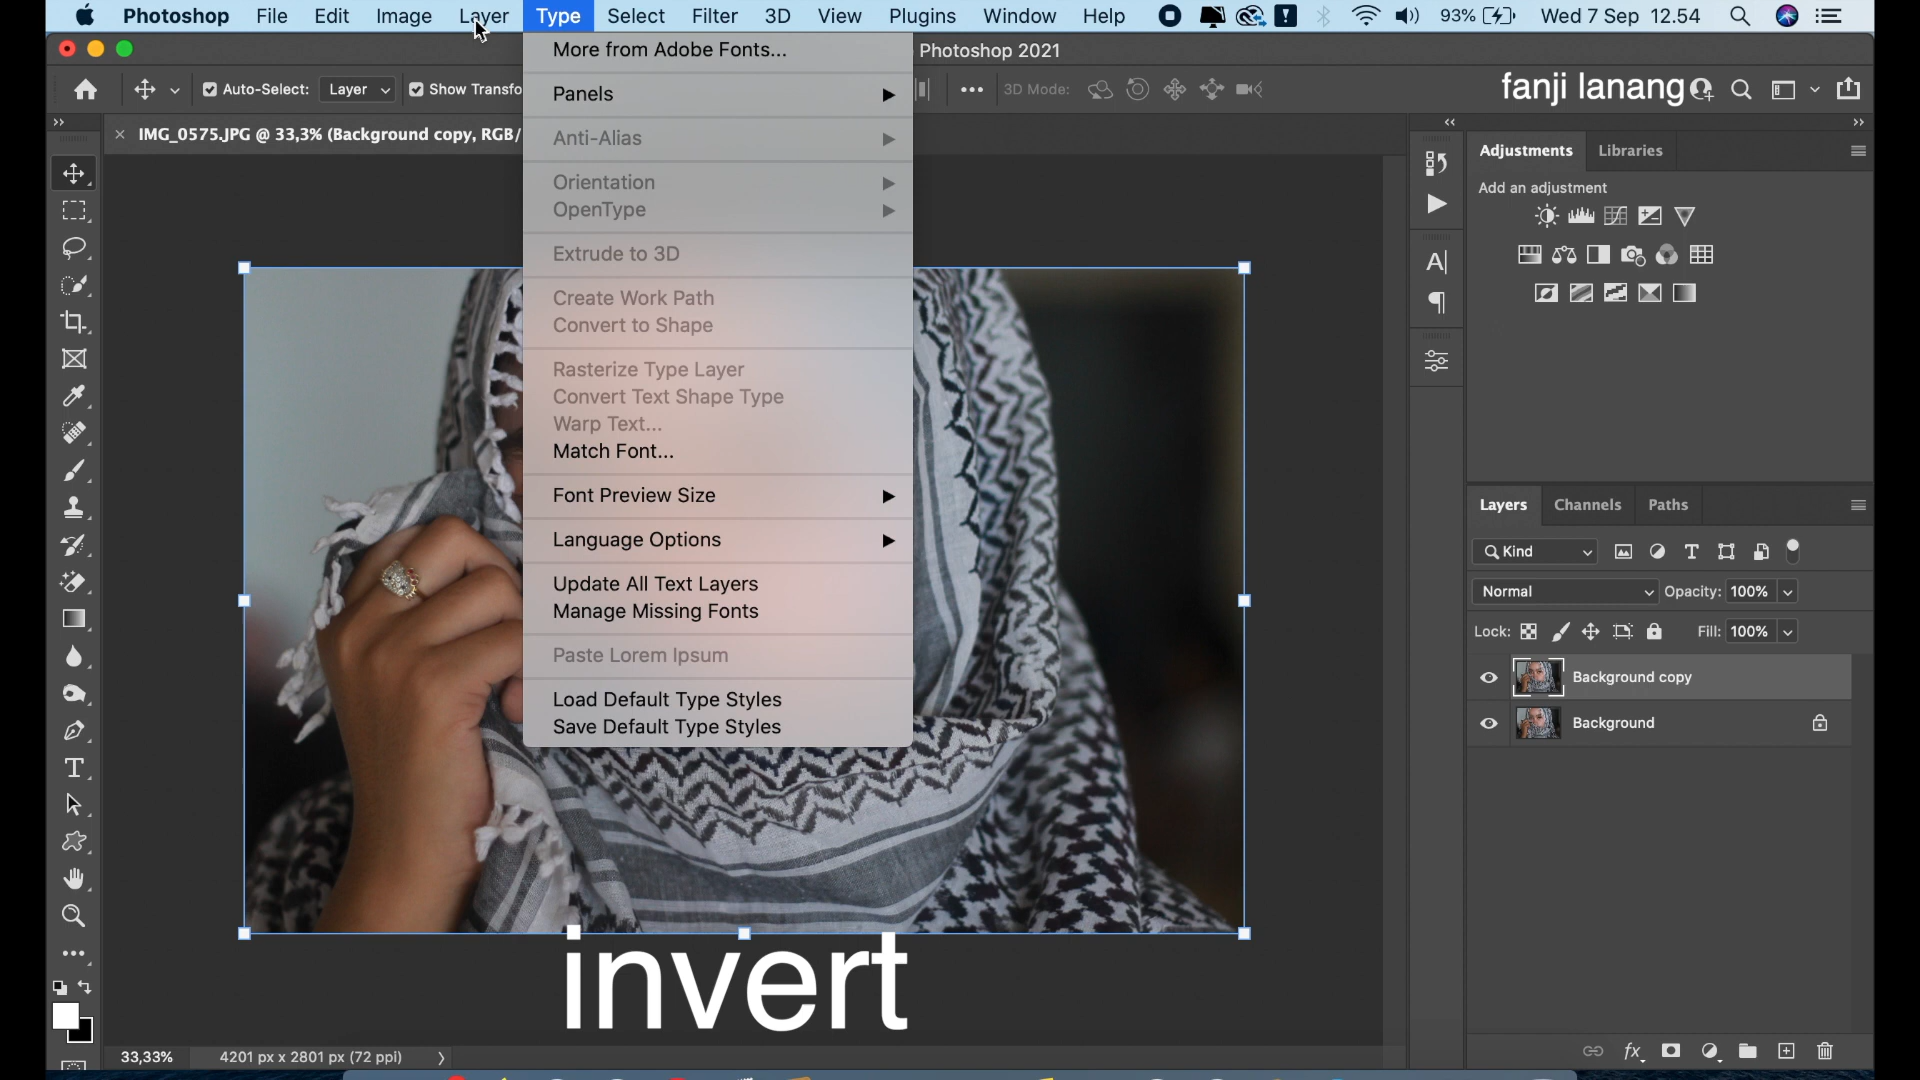 Photoshop File Edit Image Layer Type Select Filter 3D View Plugins Window Help 93% Wed 7 Sep 12.54
Photoshop 2021
Auto-Select: Layer Show Transfo 3D Mode: fanji lanang
× IMG_0575.JPG @ 33,3% (Background copy, RGB/
More from Adobe Fonts...
Panels
Anti-Alias
Orientation
OpenType
Extrude to 3D
Create Work Path
Convert to Shape
Rasterize Type Layer
Convert Text Shape Type
Warp Text...
Match Font...
Font Preview Size
Language Options
Update All Text Layers
Manage Missing Fonts
Paste Lorem Ipsum
Load Default Type Styles
Save Default Type Styles
Adjustments Libraries
Add an adjustment
Layers Channels Paths
Kind
Normal Opacity: 100%
Lock: Fill: 100%
Background copy
Background
invert
33,33% 4201 px x 2801 px (72 ppi)